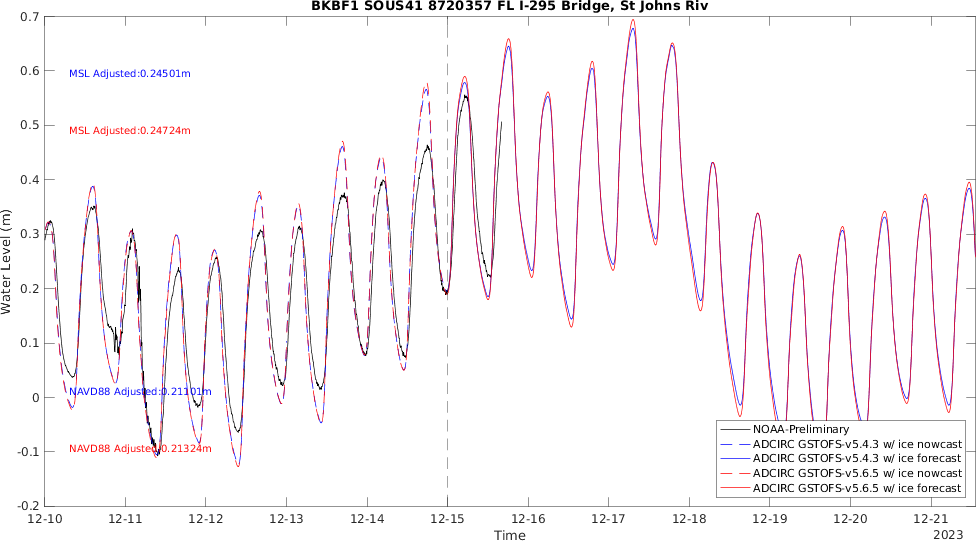 BKBF1 SOUS41 8720357 FL I-295 Bridge, St Johns Riv
0.7
0.6
0.5
0.4
0.3
0.2
0.1
0
-0.1
-0.2
Water Level (m)
MSL Adjusted:0.24501m
MSL Adjusted:0.24724m
NAVD88 Adjusted:0.21101m
NAVD88 Adjusted:0.21324m
NOAA-Preliminary
ADCIRC GSTOFS-v5.4.3 w/ ice nowcast
ADCIRC GSTOFS-v5.4.3 w/ ice forecast
ADCIRC GSTOFS-v5.6.5 w/ ice nowcast
ADCIRC GSTOFS-v5.6.5 w/ ice forecast
12-10 12-11 12-12 12-13 12-14 12-15 12-16 12-17 12-18 12-19 12-20 12-21
2023
Time